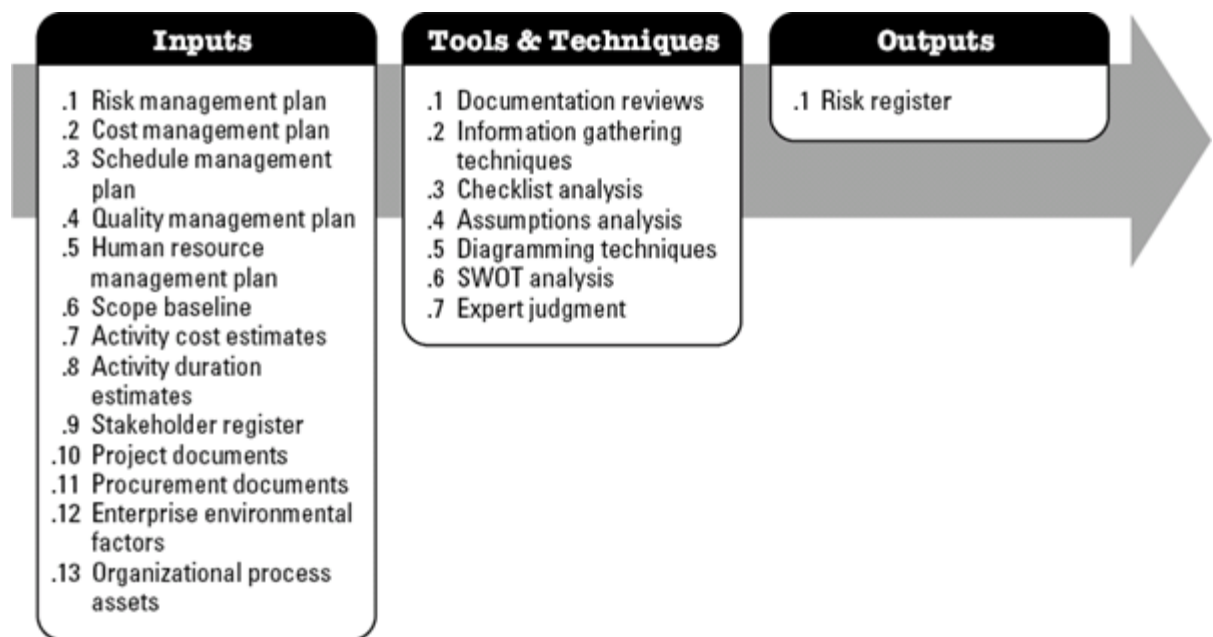 Inputs
.1 Risk management plan
.2 Cost management plan
.3 Schedule management
plan
.4 Quality management plan
.5 Human resource
management plan
.6 Scope baseline
.7 Activity cost estimates
.8 Activity duration
estimates
.9 Stakeholder register
.10 Project documents
.11 Procurement documents
.12 Enterprise environmental
factors
.13 Organizational process
assets
Tools & Techniques
.1 Documentation reviews
.2 Information gathering
techniques
.3 Checklist analysis
.4 Assumptions analysis
.5 Diagramming techniques
.6 SWOT analysis
.7 Expert judgment
Outputs
.1 Risk register